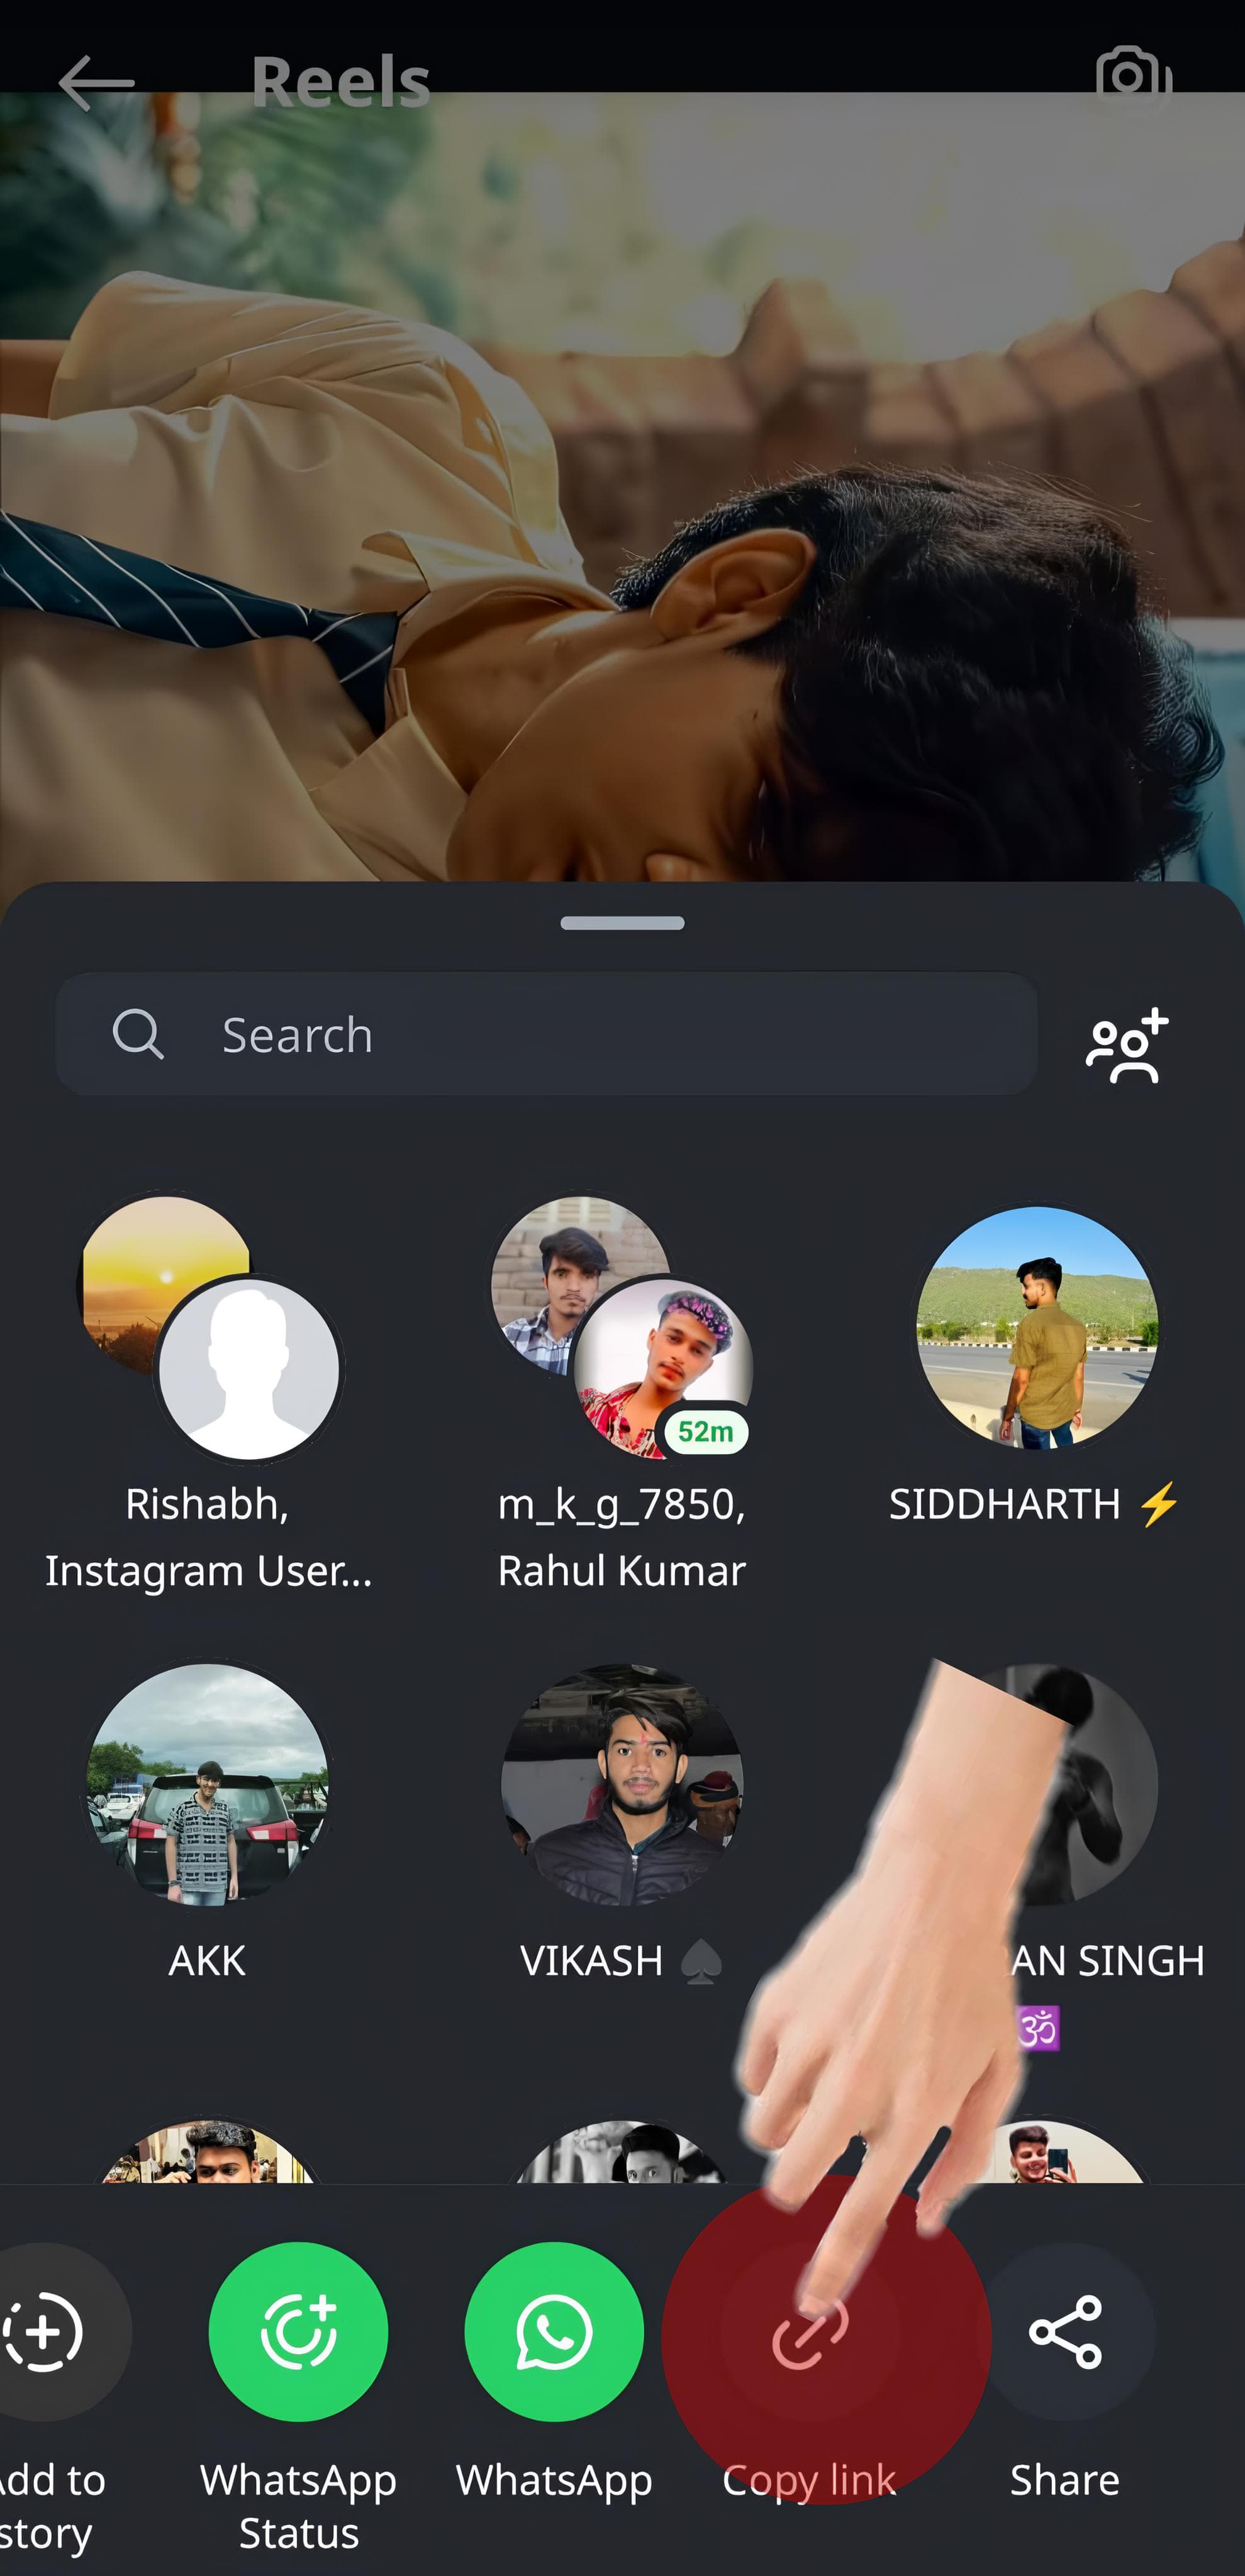 Reels
Search
52m
Rishabh,
Instagram User...
m_k_g_7850,
Rahul Kumar
SIDDHARTH ⚡
AKK
VIKASH ♠
AN SINGH
🕉
dd to
story
WhatsApp
Status
WhatsApp
Copy link
Share